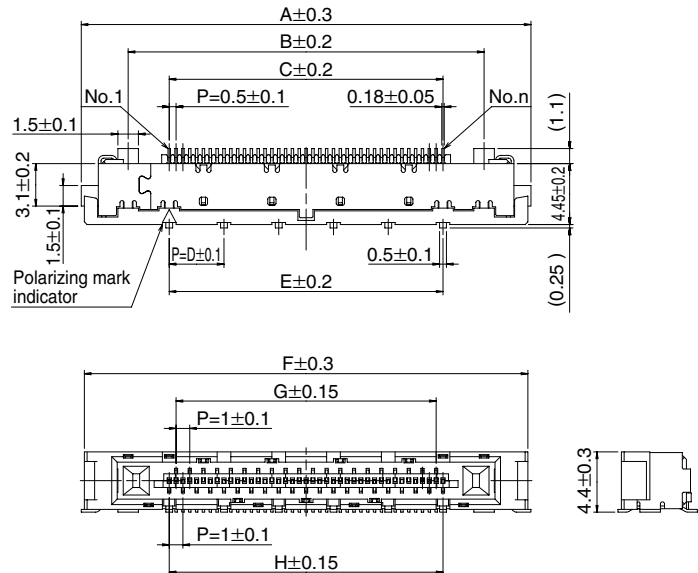 A±0.3
B±0.2
C±0.2
No.1
P=0.5±0.1
0.18±0.05
No.n
(1.1)
1.5±0.1
3.1±0.2
4.45±0.2
1.5±0.1
P=D±0.1
0.5±0.1
(0.25)
Polarizing mark
indicator
E±0.2
F±0.3
G±0.15
P=1±0.1
4.4±0.3
P=1±0.1
H±0.15